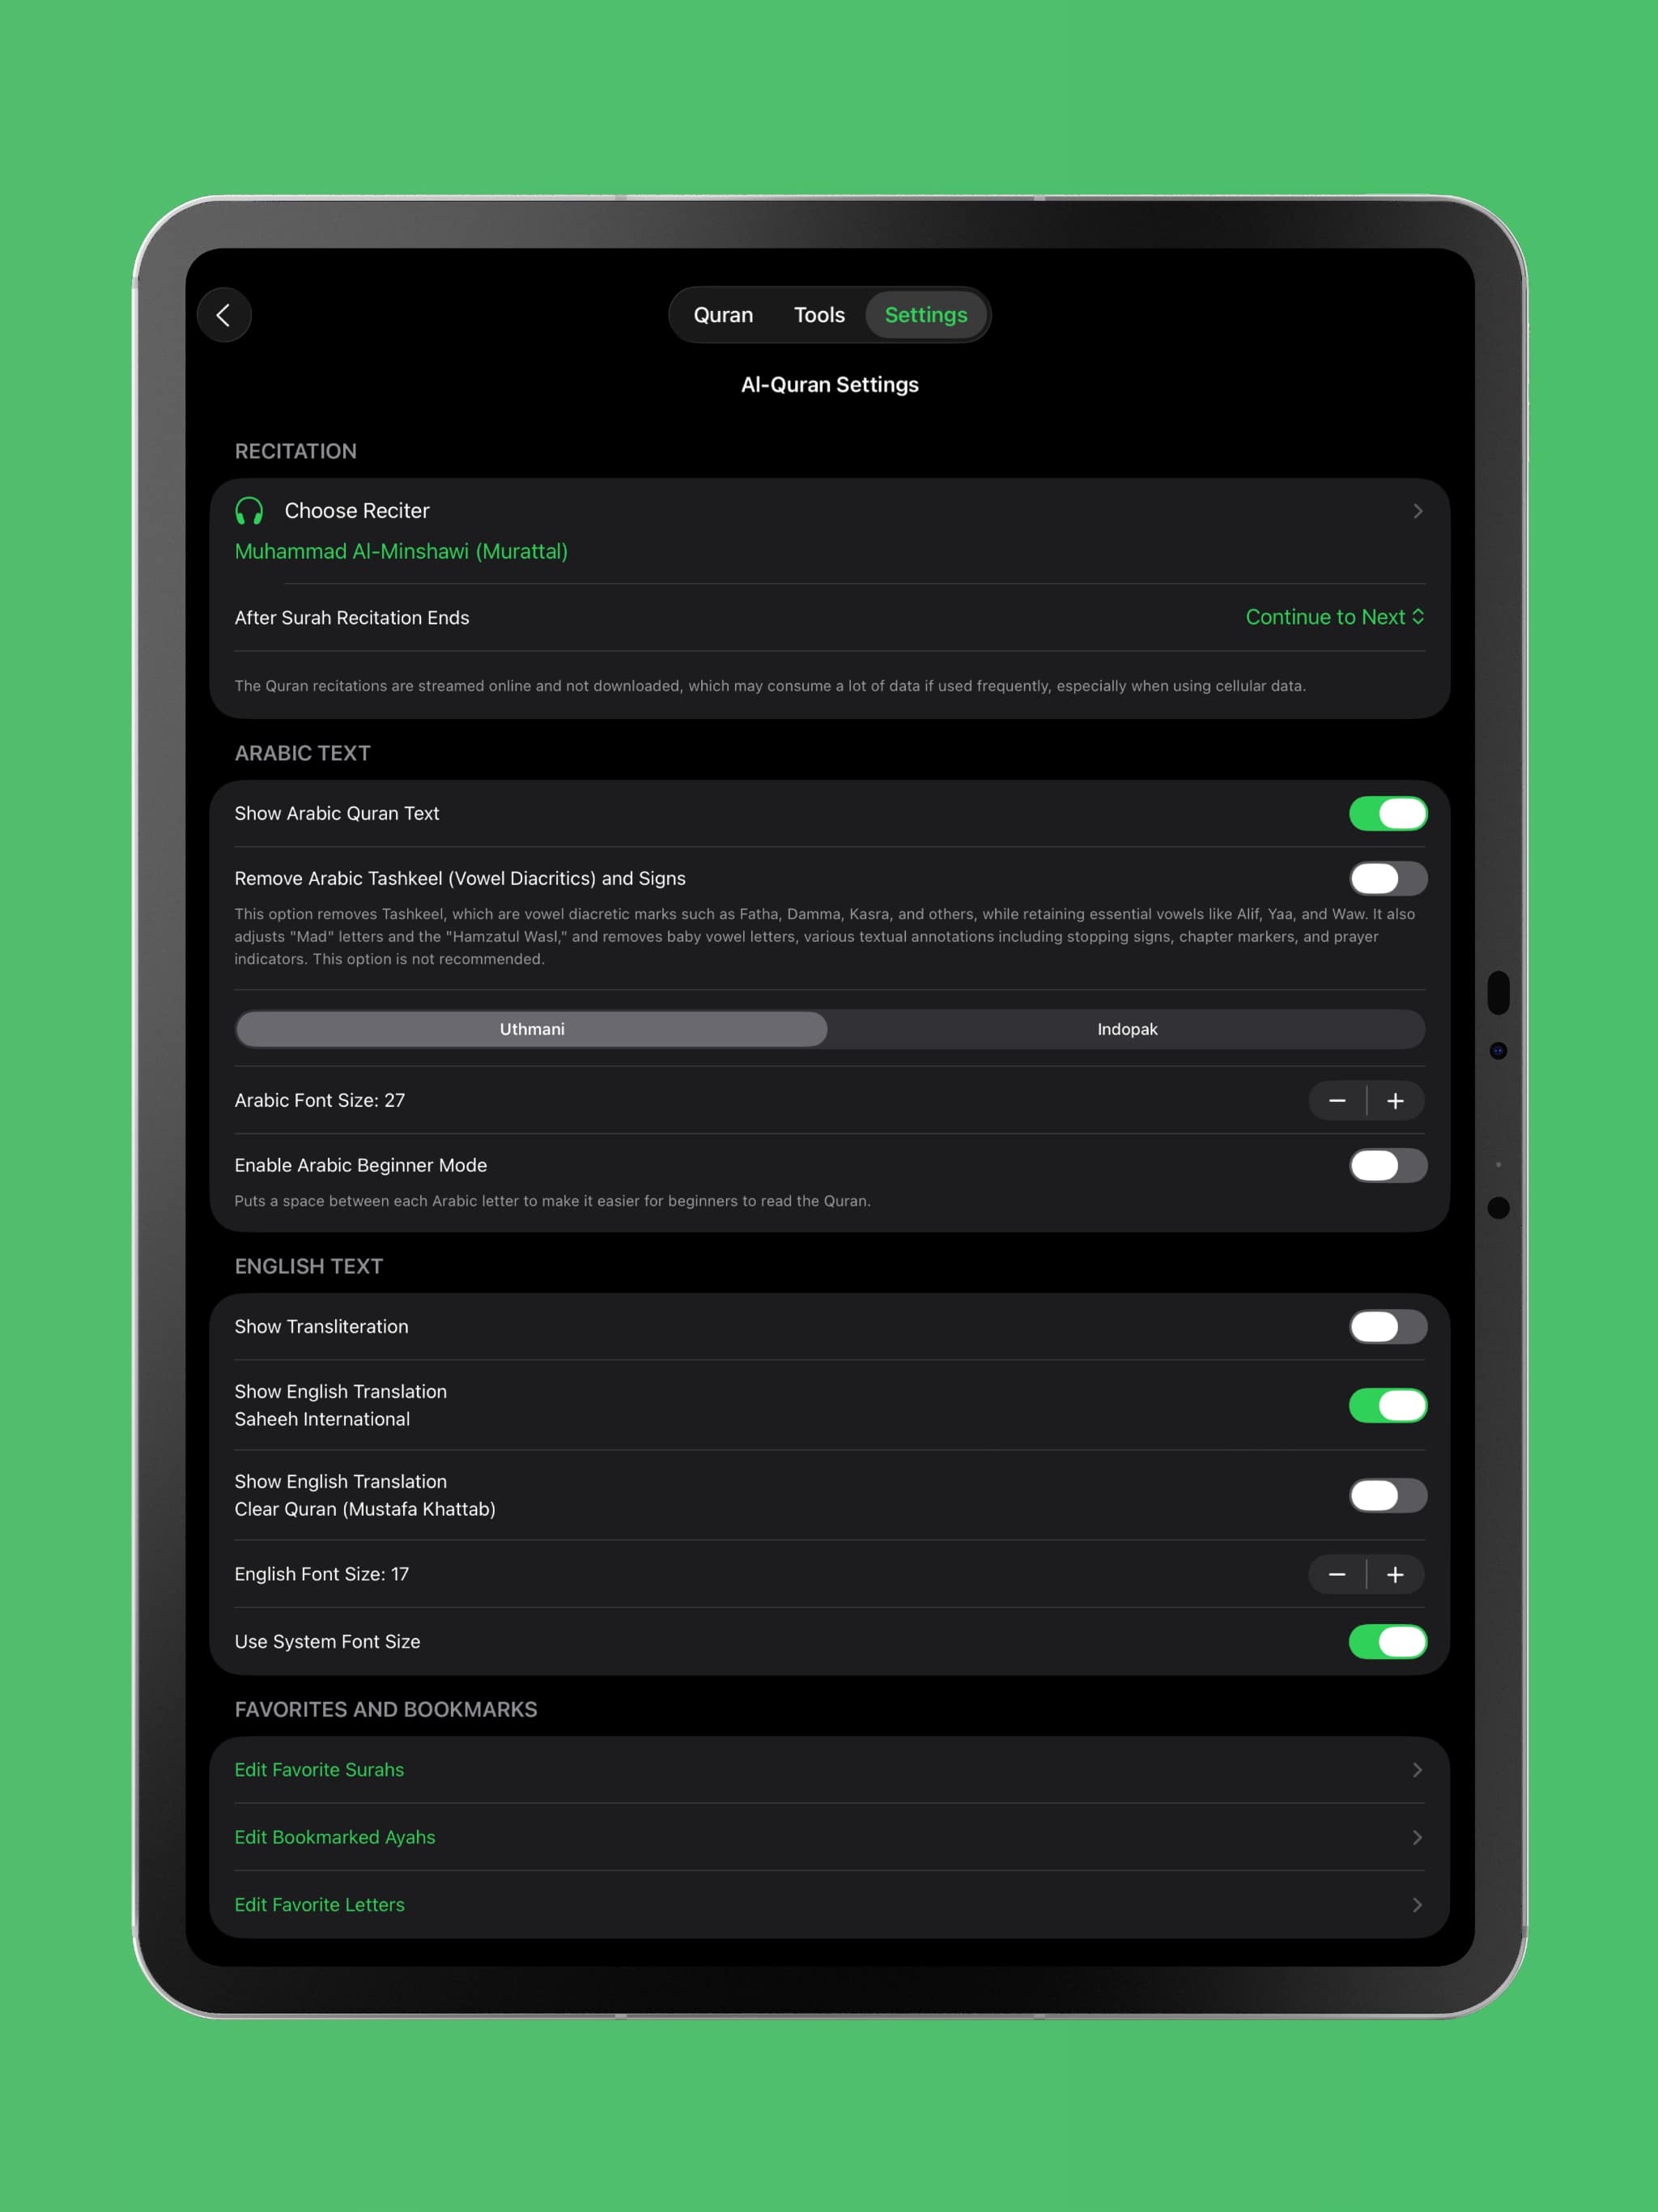 Quran Tools Settings
Al-Quran Settings
RECITATION
Choose Reciter
Muhammad Al-Minshawi (Murattal)
After Surah Recitation Ends Continue to Next
The Quran recitations are streamed online and not downloaded, which may consume a lot of data if used frequently, especially when using cellular data.
ARABIC TEXT
Show Arabic Quran Text
Remove Arabic Tashkeel (Vowel Diacritics) and Signs
This option removes Tashkeel, which are vowel diacretic marks such as Fatha, Damma, Kasra, and others, while retaining essential vowels like Alif, Yaa, and Waw. It also
adjusts "Mad" letters and the "Hamzatul Wasl," and removes baby vowel letters, various textual annotations including stopping signs, chapter markers, and prayer
indicators. This option is not recommended.
Uthmani Indopak
Arabic Font Size: 27 − +
Enable Arabic Beginner Mode
Puts a space between each Arabic letter to make it easier for beginners to read the Quran.
ENGLISH TEXT
Show Transliteration
Show English Translation
Saheeh International
Show English Translation
Clear Quran (Mustafa Khattab)
English Font Size: 17 − +
Use System Font Size
FAVORITES AND BOOKMARKS
Edit Favorite Surahs
Edit Bookmarked Ayahs
Edit Favorite Letters